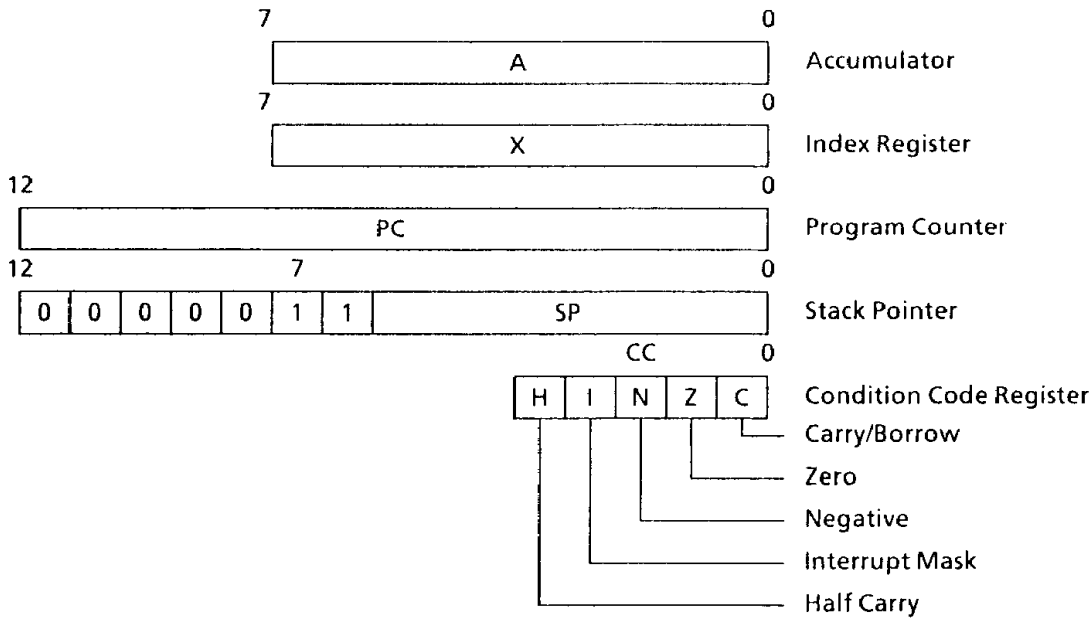 7 0
A Accumulator
7 0
X Index Register
12 0
PC Program Counter
12 7 0
0 0 0 0 0 1 1 SP Stack Pointer
CC 0
H I N Z C Condition Code Register
Carry/Borrow
Zero
Negative
Interrupt Mask
Half Carry